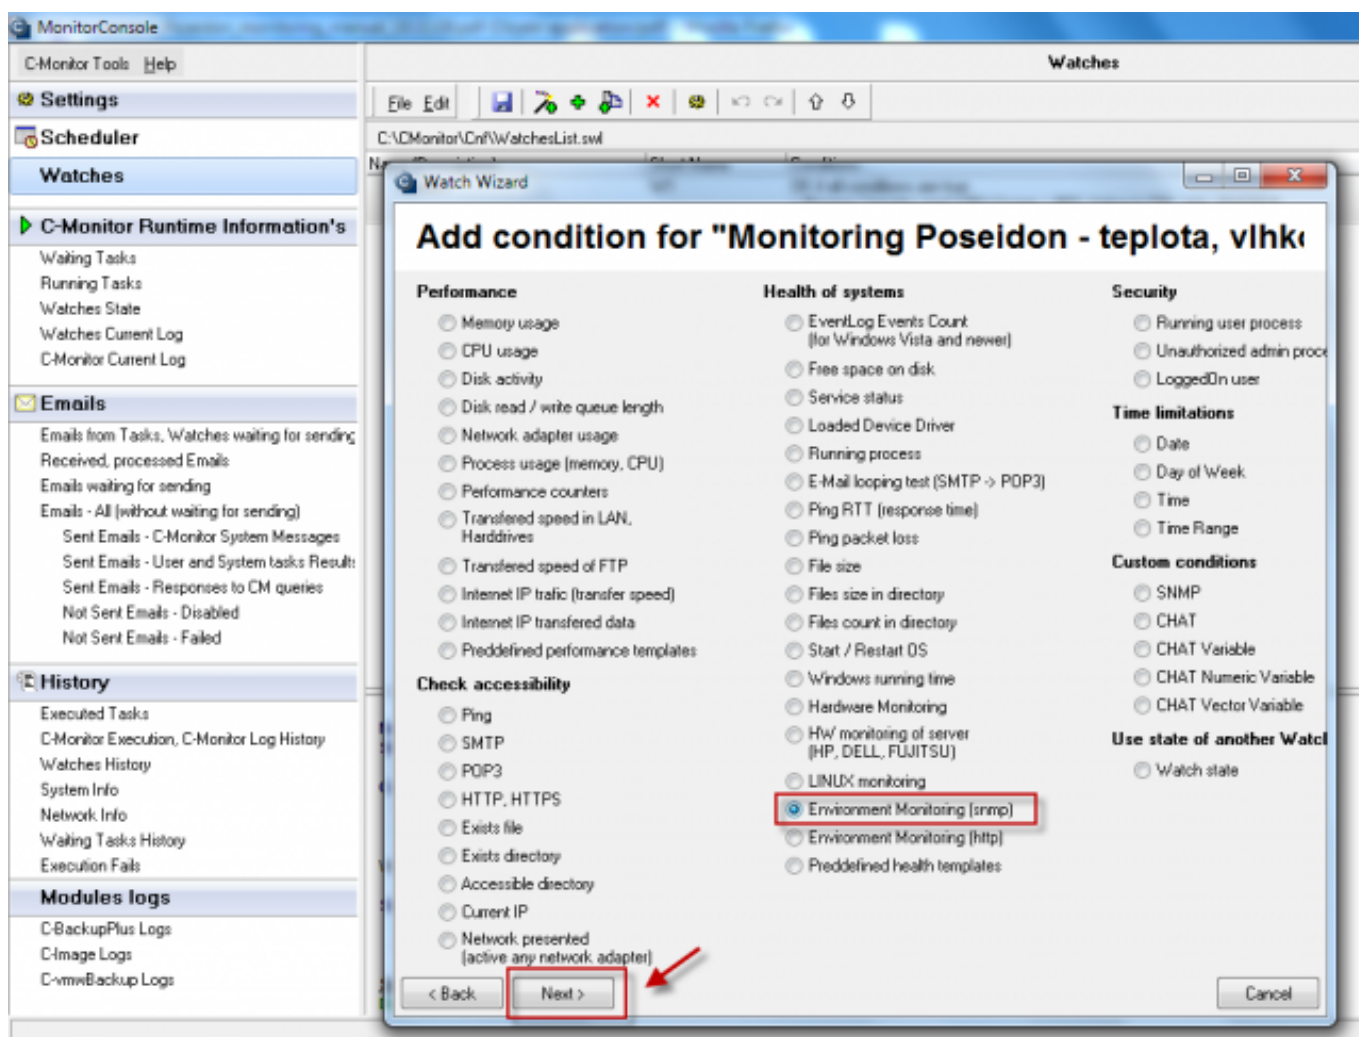 MonitorConsole
C-Monitor Tools Help
Settings
Scheduler
Watches
C-Monitor Runtime Information's
Waiting Tasks
Running Tasks
Watches State
Watches Current Log
C-Monitor Current Log
Emails
Emails from Tasks, Watches waiting for sending
Received, processed Emails
Emails waiting for sending
Emails - All (without waiting for sending)
Sent Emails - C-Monitor System Messages
Sent Emails - User and System tasks Results
Sent Emails - Responses to CM queries
Not Sent Emails - Disabled
Not Sent Emails - Failed
History
Executed Tasks
C-Monitor Execution, C-Monitor Log History
Watches History
System Info
Network Info
Waiting Tasks History
Execution Fails
Modules logs
C-BackupPlus Logs
C-Image Logs
C-vmwBackup Logs
Watches
File Edit
C:\CMonitor\Cnf\WatchesList.swl
Watch Wizard
Add condition for "Monitoring Poseidon - teplota, vlhko
Performance
Memory usage
CPU usage
Disk activity
Disk read / write queue length
Network adapter usage
Process usage (memory, CPU)
Performance counters
Transfered speed in LAN,
Harddrives
Transfered speed of FTP
Internet IP trafic (transfer speed)
Internet IP transfered data
Preddefined performance templates
Check accessibility
Ping
SMTP
POP3
HTTP, HTTPS
Exists file
Exists directory
Accessible directory
Current IP
Network presented
(active any network adapter)
Health of systems
EventLog Events Count
(for Windows Vista and newer)
Free space on disk
Service status
Loaded Device Driver
Running process
E-Mail looping test (SMTP -> POP3)
Ping RTT (response time)
Ping packet loss
File size
Files size in directory
Files count in directory
Start / Restart OS
Windows running time
Hardware Monitoring
HW monitoring of server
(HP, DELL, FUJITSU)
LINUX monitoring
Environment Monitoring (snmp)
Environment Monitoring (http)
Preddefined health templates
Security
Running user process
Unauthorized admin proce
LoggedOn user
Time limitations
Date
Day of Week
Time
Time Range
Custom conditions
SNMP
CHAT
CHAT Variable
CHAT Numeric Variable
CHAT Vector Variable
Use state of another Watcl
Watch state
< Back
Next >
Cancel